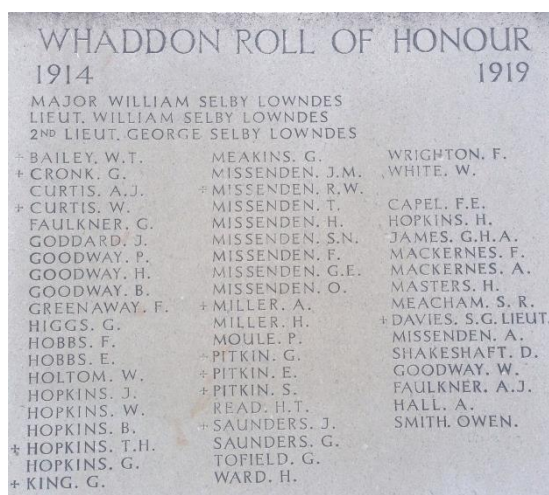 WHADDON ROLL OF HONOUR
1914 1919
MAJOR WILLIAM SELBY LOWNDES
LIEUT. WILLIAM SELBY LOWNDES
2ND LIEUT. GEORGE SELBY LOWNDES
+ BAILEY. W.T.
+ CRONK. G.
CURTIS. A.J.
+ CURTIS. W.
FAULKNER. G.
GODDARD. J.
GOODWAY. P.
GOODWAY. H.
GOODWAY. B.
GREENAWAY. F.
HIGGS. G.
HOBBS. F.
HOBBS. E.
HOLTOM. W.
HOPKINS. J.
HOPKINS. W.
HOPKINS. B.
+ HOPKINS. T.H.
HOPKINS. G.
+ KING. G.
MEAKINS. G.
MISSENDEN. J.M.
+ MISSENDEN. R.W.
MISSENDEN. T.
MISSENDEN. H.
MISSENDEN. S.N.
MISSENDEN. F.
MISSENDEN. G.E.
MISSENDEN. O.
+ MILLER. A.
MILLER. H.
MOULE. P.
+ PITKIN. G.
+ PITKIN. E.
+ PITKIN. S.
READ. H.T.
+ SAUNDERS. J.
SAUNDERS. G.
TOFIELD. G.
WARD. H.
WRIGHTON. F.
WHITE. W.
CAPEL. F.E.
HOPKINS. H.
JAMES. G.H.A.
MACKERNES. F.
MACKERNES. A.
MASTERS. H.
MEACHAM. S. R.
+ DAVIES. S.G. LIEUT.
MISSENDEN. A.
SHAKESHAFT. D.
GOODWAY. W.
FAULKNER. A.J.
HALL. A.
SMITH. OWEN.